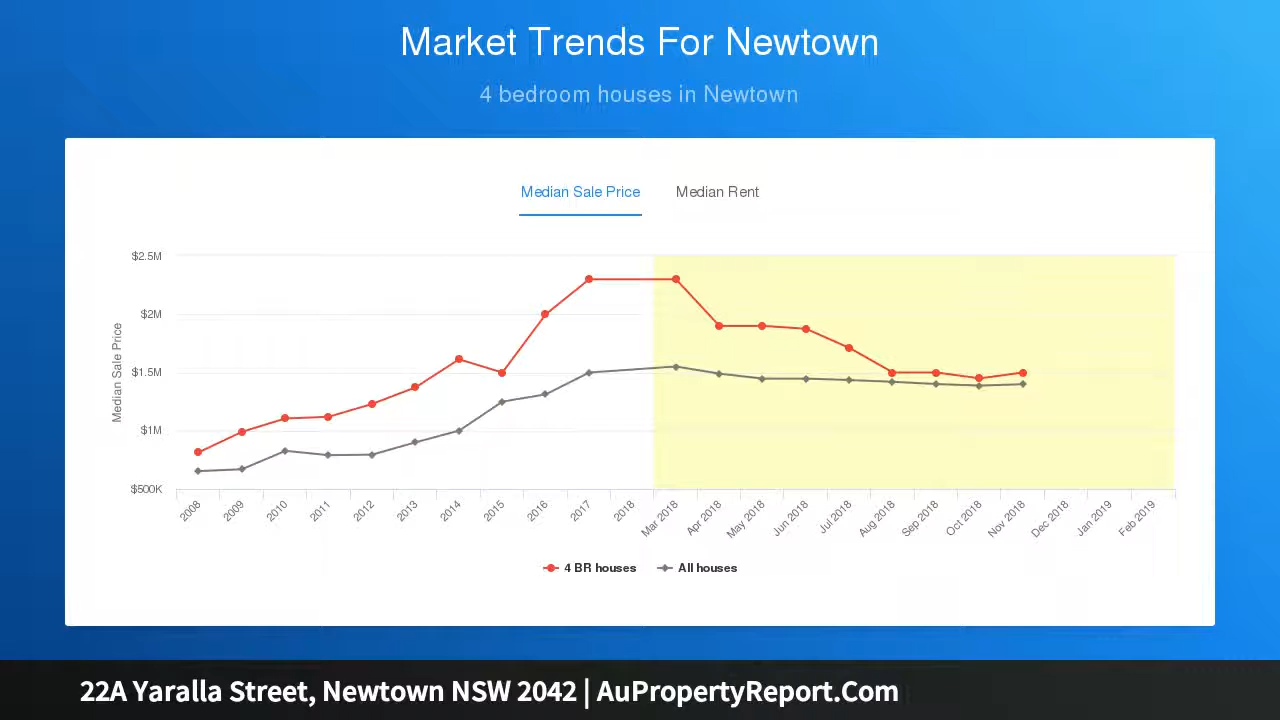 Market Trends For Newtown
4 bedroom houses in Newtown
Median Sale Price
Median Rent
Median Sale Price
$2.5M
$2M
$1.5M
$1M
$500K
2008
2009
2010
2011
2012
2013
2014
2015
2016
2017
2018
Mar 2018
Apr 2018
May 2018
Jun 2018
Jul 2018
Aug 2018
Sep 2018
Oct 2018
Nov 2018
Dec 2018
Jan 2019
Feb 2019
4 BR houses
All houses
22A Yaralla Street, Newtown NSW 2042 | AuPropertyReport.Com